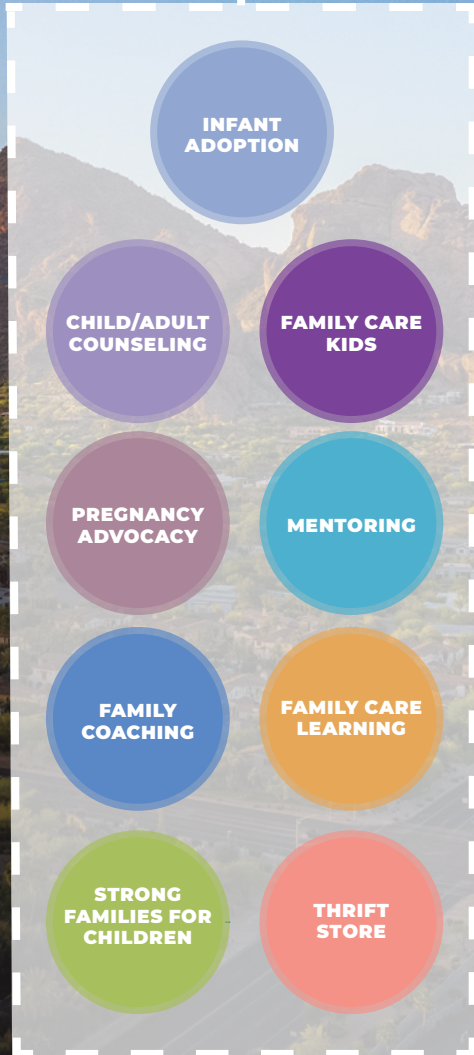 INFANT
ADOPTION
CHILD/ADULT
COUNSELING
FAMILY CARE
KIDS
PREGNANCY
ADVOCACY
MENTORING
FAMILY
COACHING
FAMILY CARE
LEARNING
STRONG
FAMILIES FOR
CHILDREN
THRIFT
STORE